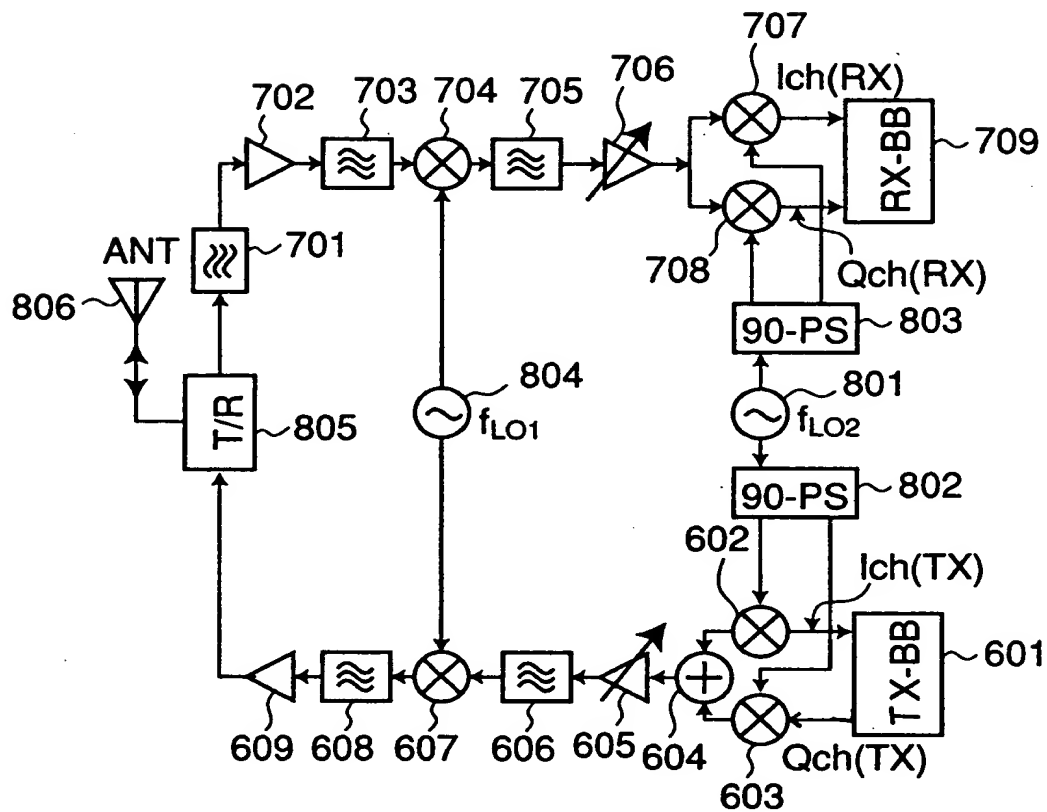 707
Ich(RX)
702
703
704
705
706
RX-BB
709
ANT
701
708
Qch(RX)
806
90-PS
803
T/R
805
804
fLO1
801
fLO2
90-PS
802
602
Ich(TX)
TX-BB
601
609
608
607
606
605
604
603
Qch(TX)